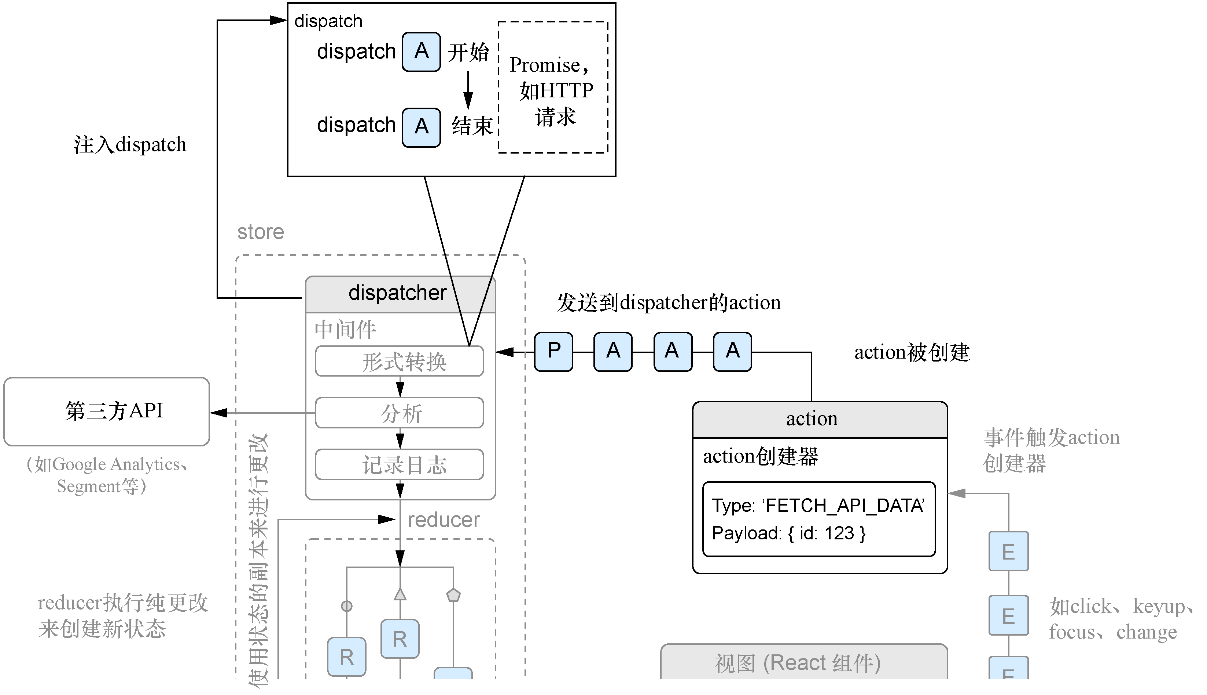 dispatch
dispatch A 开始
dispatch A 结束
Promise，
如HTTP
请求
注入dispatch
store
dispatcher
中间件
形式转换
分析
记录日志
第三方API
（如Google Analytics、
Segment等）
发送到dispatcher的action
P A A A
action被创建
action
action创建器
Type: ‘FETCH_API_DATA’
Payload: { id: 123 }
事件触发action
创建器
E
E
E
如click、keyup、
focus、change
reducer
使用状态的副本来进行更改
reducer执行纯更改
来创建新状态
R
R
视图 (React 组件)